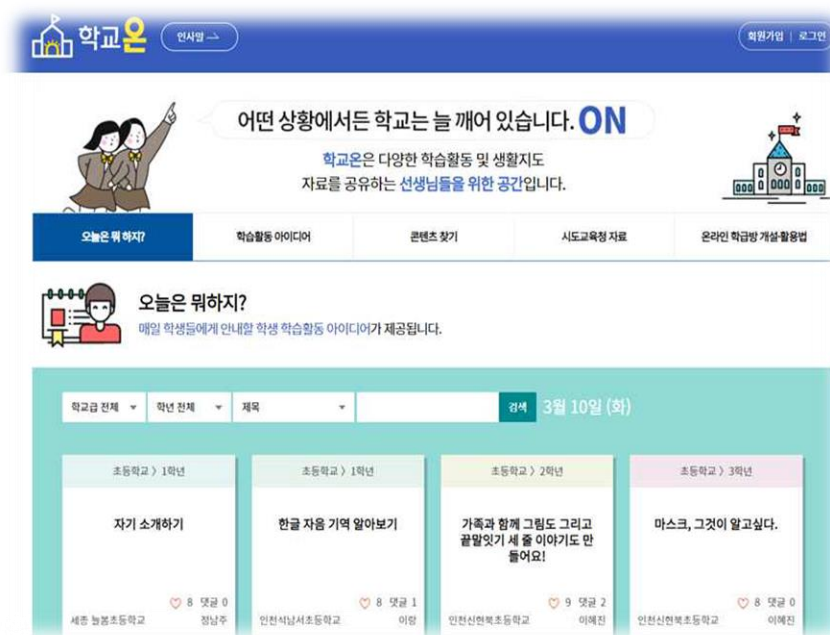 학교온
인사말 →
회원가입 | 로그인
어떤 상황에서든 학교는 늘 깨어 있습니다. ON
학교온은 다양한 학습활동 및 생활지도
자료를 공유하는 선생님들을 위한 공간입니다.
오늘은 뭐 하지?
학습활동 아이디어
콘텐츠 찾기
시도교육청 자료
온라인 학급방 개설·활용법
오늘은 뭐하지?
매일 학생들에게 안내할 학생 학습활동 아이디어가 제공됩니다.
학교급 전체 학년 전체 제목 검색 3월 10일 (화)
초등학교 〉 1학년
자기 소개하기
8 댓글 0
세종 늘봄초등학교 정남주
초등학교 〉 1학년
한글 자음 기역 알아보기
8 댓글 1
인천석남서초등학교 이랑
초등학교 〉 2학년
가족과 함께 그림도 그리고
끝말잇기 세 줄 이야기도 만
들어요!
9 댓글 2
인천신현북초등학교 이혜진
초등학교 〉 3학년
마스크, 그것이 알고싶다.
8 댓글 0
인천신현북초등학교 이혜진